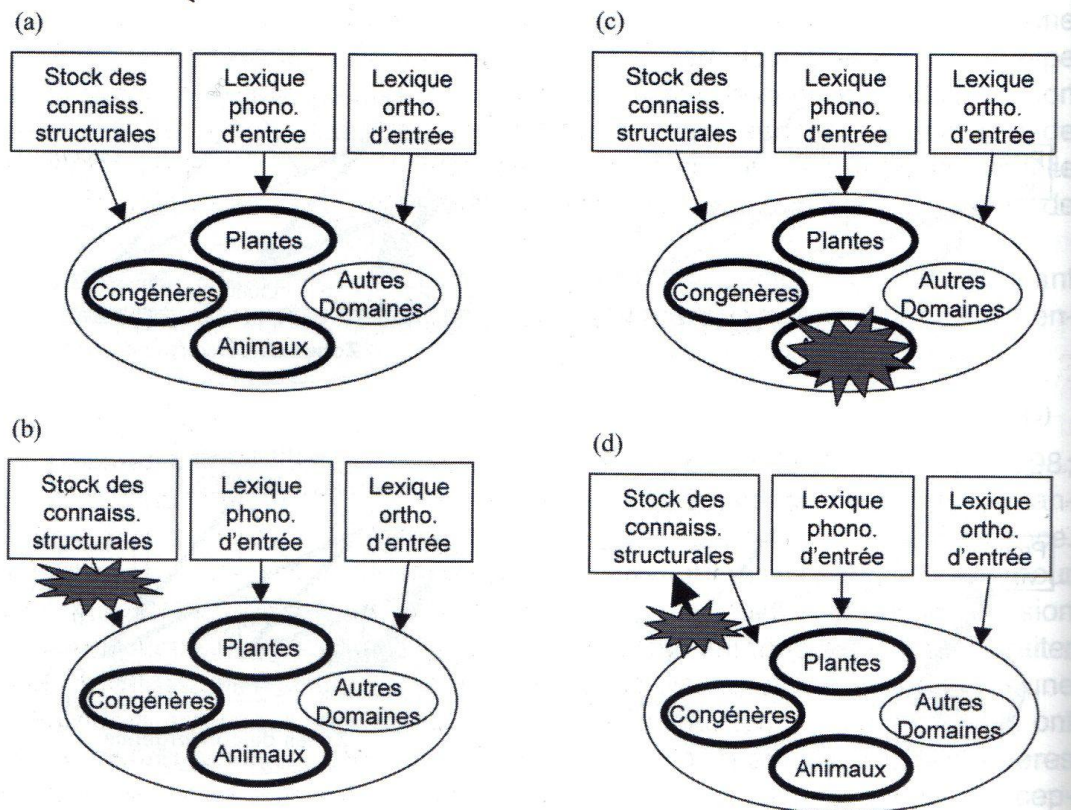 (a)
Stock des
connaiss.
structurales
Lexique
phono.
d'entrée
Lexique
ortho.
d'entrée
Plantes
Congénères
Autres
Domaines
Animaux
(b)
Stock des
connaiss.
structurales
Lexique
phono.
d'entrée
Lexique
ortho.
d'entrée
Plantes
Congénères
Autres
Domaines
Animaux
(c)
Stock des
connaiss.
structurales
Lexique
phono.
d'entrée
Lexique
ortho.
d'entrée
Plantes
Congénères
Autres
Domaines
(d)
Stock des
connaiss.
structurales
Lexique
phono.
d'entrée
Lexique
ortho.
d'entrée
Plantes
Congénères
Autres
Domaines
Animaux